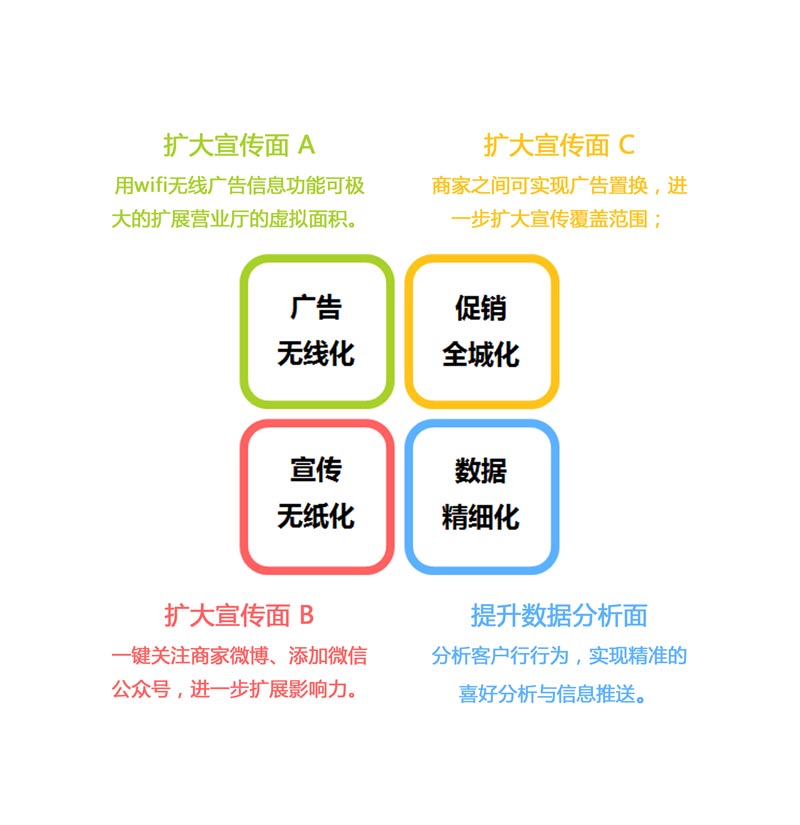 扩大宣传面 A
用wifi无线广告信息功能可极
大的扩展营业厅的虚拟面积。
扩大宣传面 C
商家之间可实现广告置换，进
一步扩大宣传覆盖范围；
广告
无线化
促销
全城化
宣传
无纸化
数据
精细化
扩大宣传面 B
一键关注商家微博、添加微信
公众号，进一步扩展影响力。
提升数据分析面
分析客户行行为，实现精准的
喜好分析与信息推送。